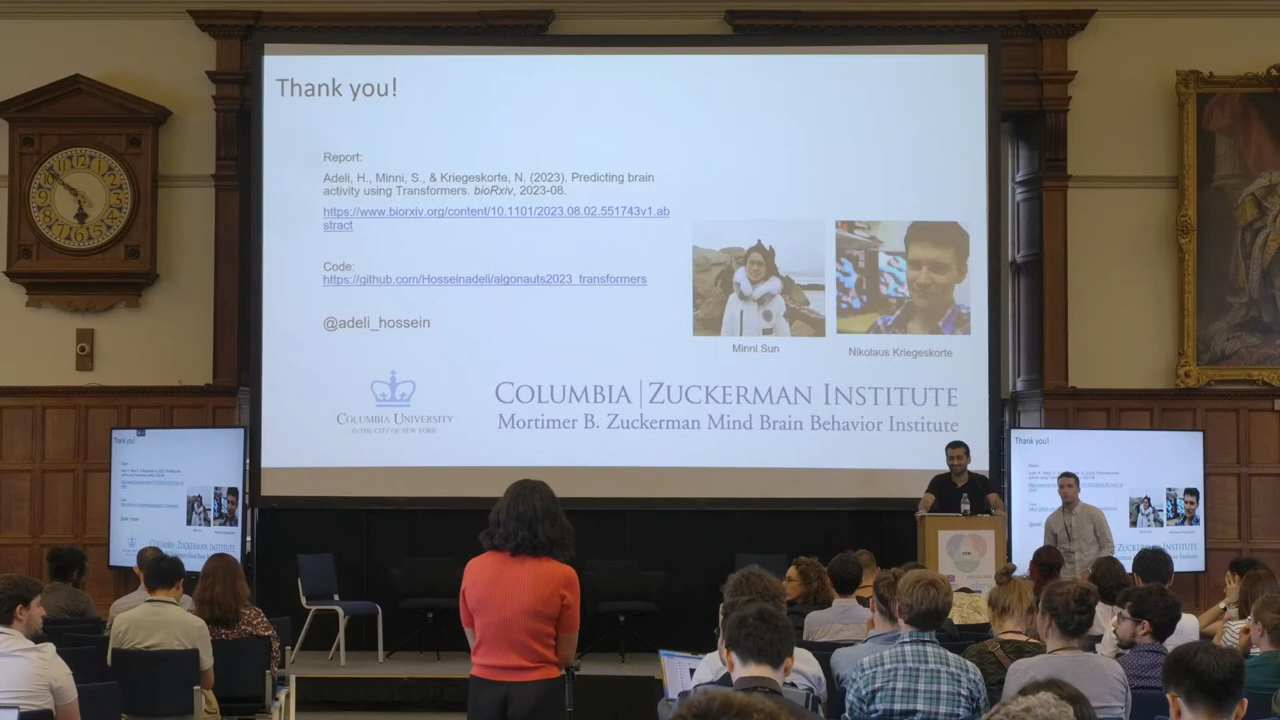 Thank you!
Report:
Adeli, H., Minni, S., & Kriegeskorte, N. (2023). Predicting brain
activity using Transformers. bioRxiv, 2023-08.
https://www.biorxiv.org/content/10.1101/2023.08.02.551743v1.ab
stract
Code:
https://github.com/Hosseinadeli/algonauts2023_transformers
@adeli_hossein
Minni Sun
Nikolaus Kriegeskorte
COLUMBIA UNIVERSITY
IN THE CITY OF NEW YORK
COLUMBIA | ZUCKERMAN INSTITUTE
Mortimer B. Zuckerman Mind Brain Behavior Institute
Thank you!
Thank you!